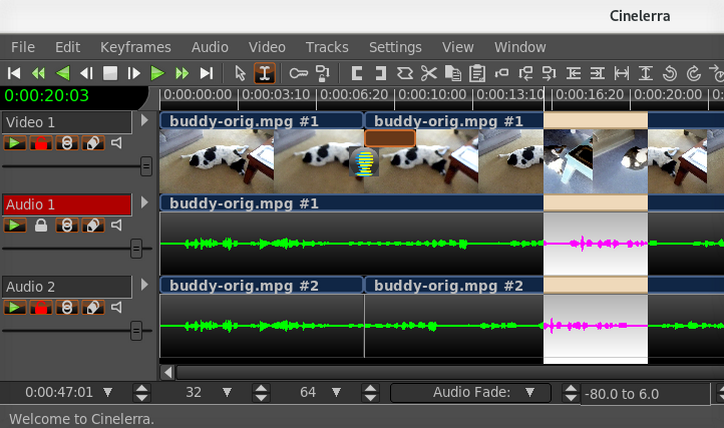 Cinelerra
File Edit Keyframes Audio Video Tracks Settings View Window
0:00:20:03
0:00:00:00 0:00:03:10 0:00:06:20 0:00:10:00 0:00:13:10 0:00:16:20 0:00:20:00 0:
Video 1
buddy-orig.mpg #1 buddy-orig.mpg #1
Audio 1
buddy-orig.mpg #1
Audio 2
buddy-orig.mpg #2 buddy-orig.mpg #2
0:00:47:01 32 64 Audio Fade: -80.0 to 6.0
Welcome to Cinelerra.